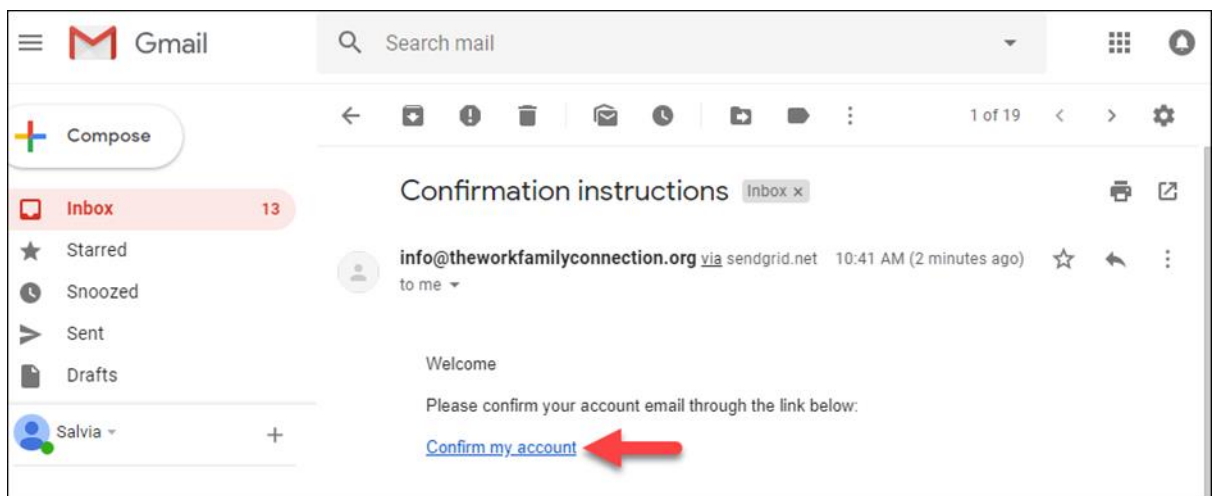 Gmail
Search mail
Compose
1 of 19
Confirmation instructions Inbox x
Inbox 13
Starred
Snoozed
Sent
Drafts
Salvia
info@theworkfamilyconnection.org via sendgrid.net 10:41 AM (2 minutes ago)
to me
Welcome
Please confirm your account email through the link below:
Confirm my account